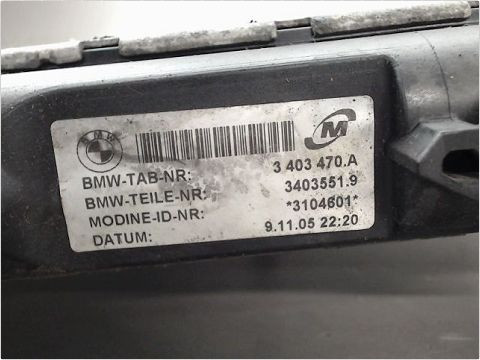 BMW
M
BMW-TAB-NR: 3 403 470.A
BMW-TEILE-NR: 3403551.9
MODINE-ID-NR: *3104601*
DATUM: 9.11.05 22:20